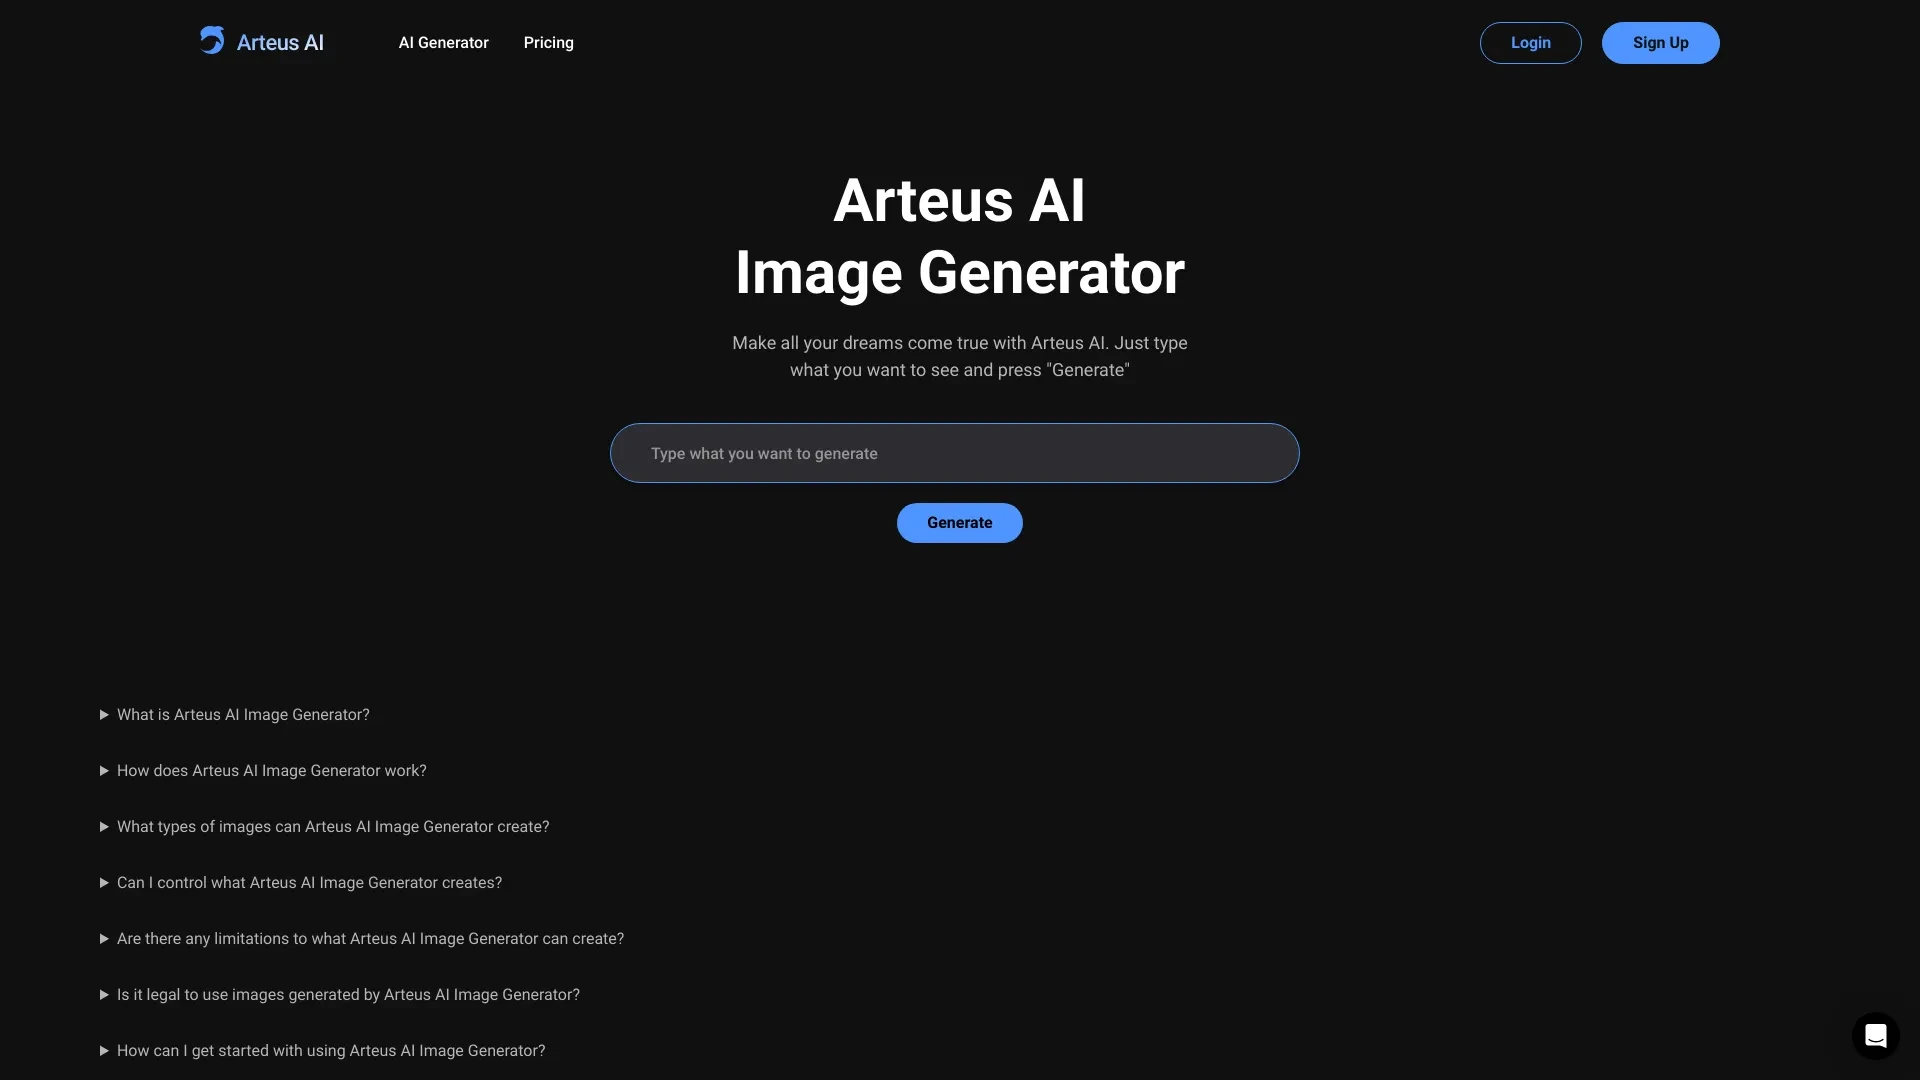 Arteus AI
AI Generator
Pricing
Login
Sign Up
Arteus AI
Image Generator
Make all your dreams come true with Arteus AI. Just type
what you want to see and press "Generate"
Type what you want to generate
Generate
What is Arteus AI Image Generator?
How does Arteus AI Image Generator work?
What types of images can Arteus AI Image Generator create?
Can I control what Arteus AI Image Generator creates?
Are there any limitations to what Arteus AI Image Generator can create?
Is it legal to use images generated by Arteus AI Image Generator?
How can I get started with using Arteus AI Image Generator?